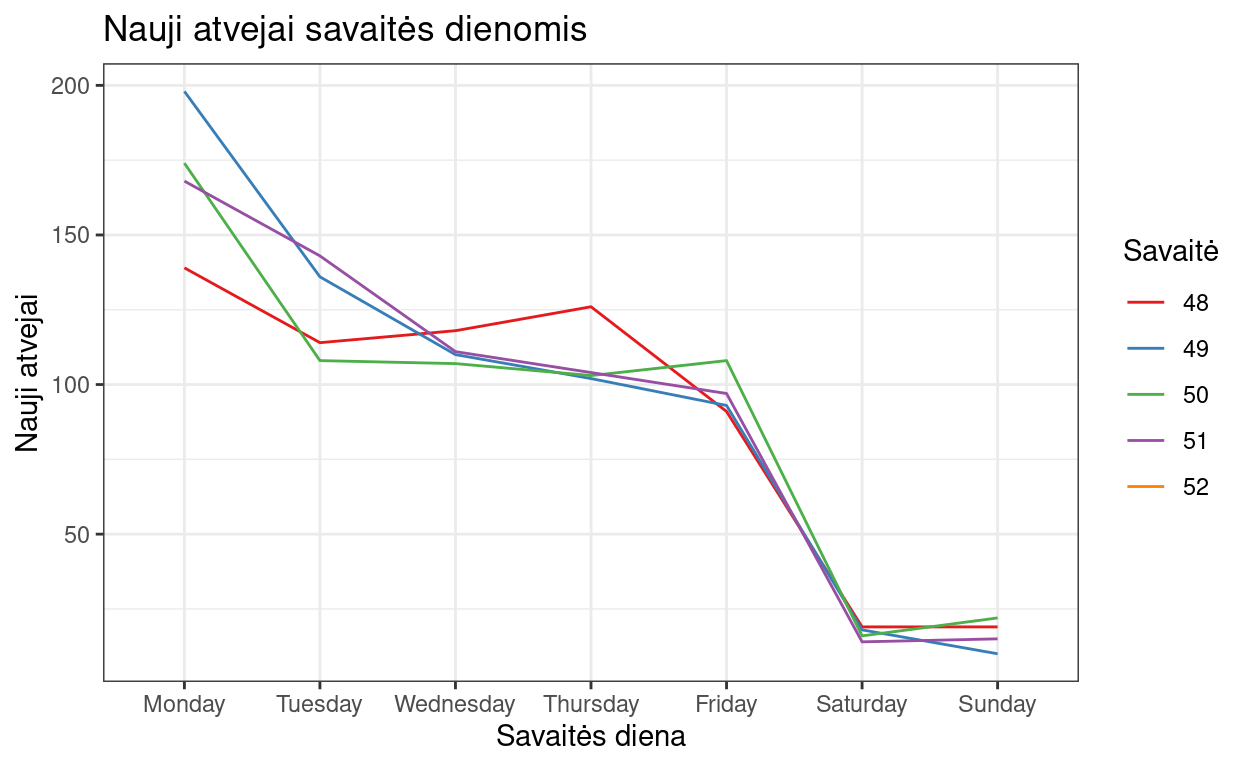 Nauji atvejai savaitės dienomis
200
150
100
50
Nauji atvejai
Monday Tuesday Wednesday Thursday Friday Saturday Sunday
Savaitės diena
Savaitė
48
49
50
51
52